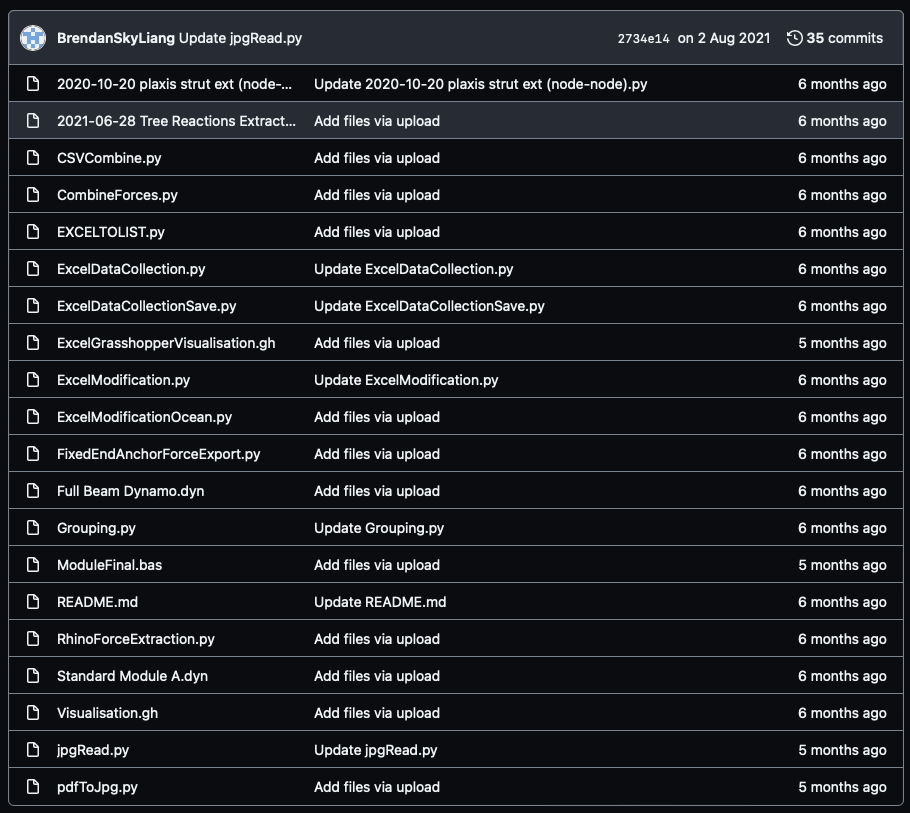 BrendanSkyLiang Update jpgRead.py 2734e14 on 2 Aug 2021 35 commits
2020-10-20 plaxis strut ext (node-... Update 2020-10-20 plaxis strut ext (node-node).py 6 months ago
2021-06-28 Tree Reactions Extract... Add files via upload 6 months ago
CSVCombine.py Add files via upload 6 months ago
CombineForces.py Add files via upload 6 months ago
EXCELTOLIST.py Add files via upload 6 months ago
ExcelDataCollection.py Update ExcelDataCollection.py 6 months ago
ExcelDataCollectionSave.py Update ExcelDataCollectionSave.py 6 months ago
ExcelGrasshopperVisualisation.gh Add files via upload 5 months ago
ExcelModification.py Update ExcelModification.py 6 months ago
ExcelModificationOcean.py Add files via upload 6 months ago
FixedEndAnchorForceExport.py Add files via upload 6 months ago
Full Beam Dynamo.dyn Add files via upload 6 months ago
Grouping.py Update Grouping.py 6 months ago
ModuleFinal.bas Add files via upload 5 months ago
README.md Update README.md 6 months ago
RhinoForceExtraction.py Add files via upload 6 months ago
Standard Module A.dyn Add files via upload 6 months ago
Visualisation.gh Add files via upload 6 months ago
jpgRead.py Update jpgRead.py 5 months ago
pdfToJpg.py Add files via upload 5 months ago